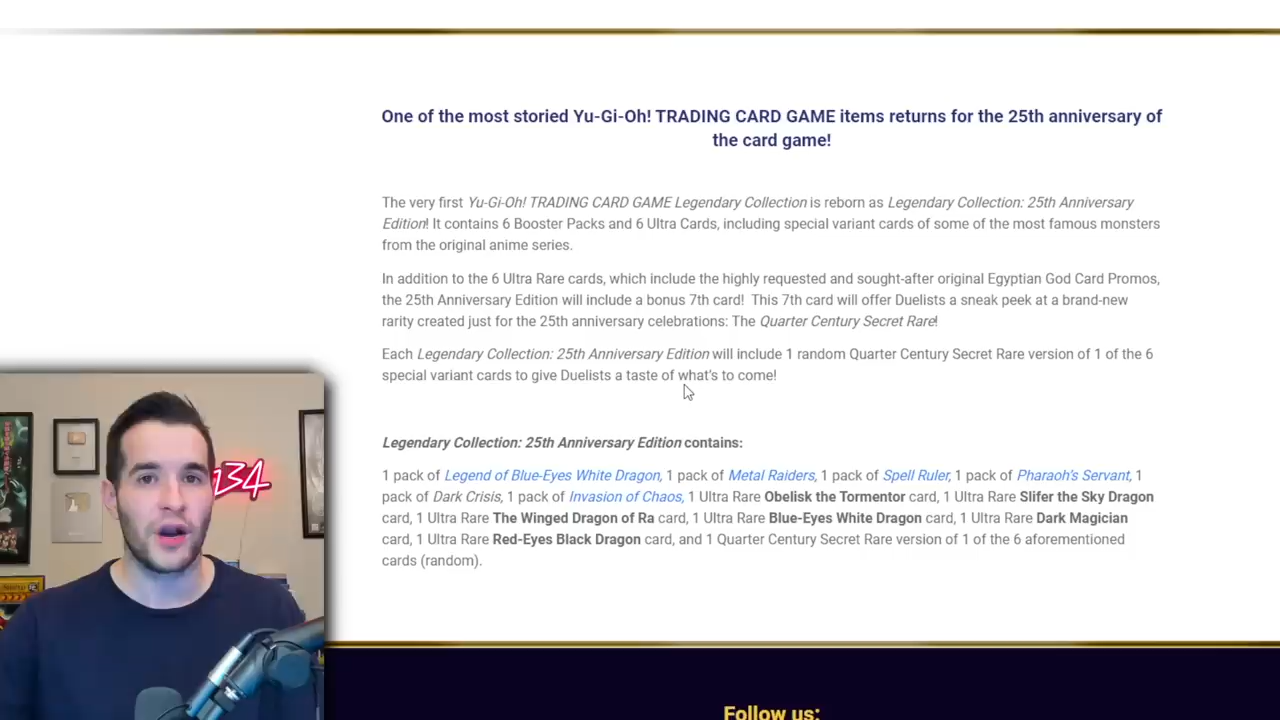 One of the most storied Yu-Gi-Oh! TRADING CARD GAME items returns for the 25th anniversary of
the card game!
The very first Yu-Gi-Oh! TRADING CARD GAME Legendary Collection is reborn as Legendary Collection: 25th Anniversary
Edition! It contains 6 Booster Packs and 6 Ultra Cards, including special variant cards of some of the most famous monsters
from the original anime series.
In addition to the 6 Ultra Rare cards, which include the highly requested and sought-after original Egyptian God Card Promos,
the 25th Anniversary Edition will include a bonus 7th card! This 7th card will offer Duelists a sneak peek at a brand-new
rarity created just for the 25th anniversary celebrations: The Quarter Century Secret Rare!
Each Legendary Collection: 25th Anniversary Edition will include 1 random Quarter Century Secret Rare version of 1 of the 6
special variant cards to give Duelists a taste of what's to come!
Legendary Collection: 25th Anniversary Edition contains:
1 pack of Legend of Blue-Eyes White Dragon, 1 pack of Metal Raiders, 1 pack of Spell Ruler, 1 pack of Pharaoh's Servant, 1
pack of Dark Crisis, 1 pack of Invasion of Chaos, 1 Ultra Rare Obelisk the Tormentor card, 1 Ultra Rare Slifer the Sky Dragon
card, 1 Ultra Rare The Winged Dragon of Ra card, 1 Ultra Rare Blue-Eyes White Dragon card, 1 Ultra Rare Dark Magician
card, 1 Ultra Rare Red-Eyes Black Dragon card, and 1 Quarter Century Secret Rare version of 1 of the 6 aforementioned
cards (random).
134
Follow us: